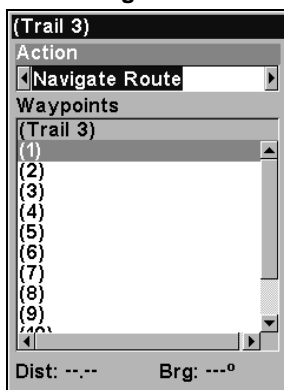 (Trail 3)
Action
Navigate Route
Waypoints
(Trail 3)
(1)
(2)
(3)
(4)
(5)
(6)
(7)
(8)
(9)
Dist: --.-- Brg: ---º